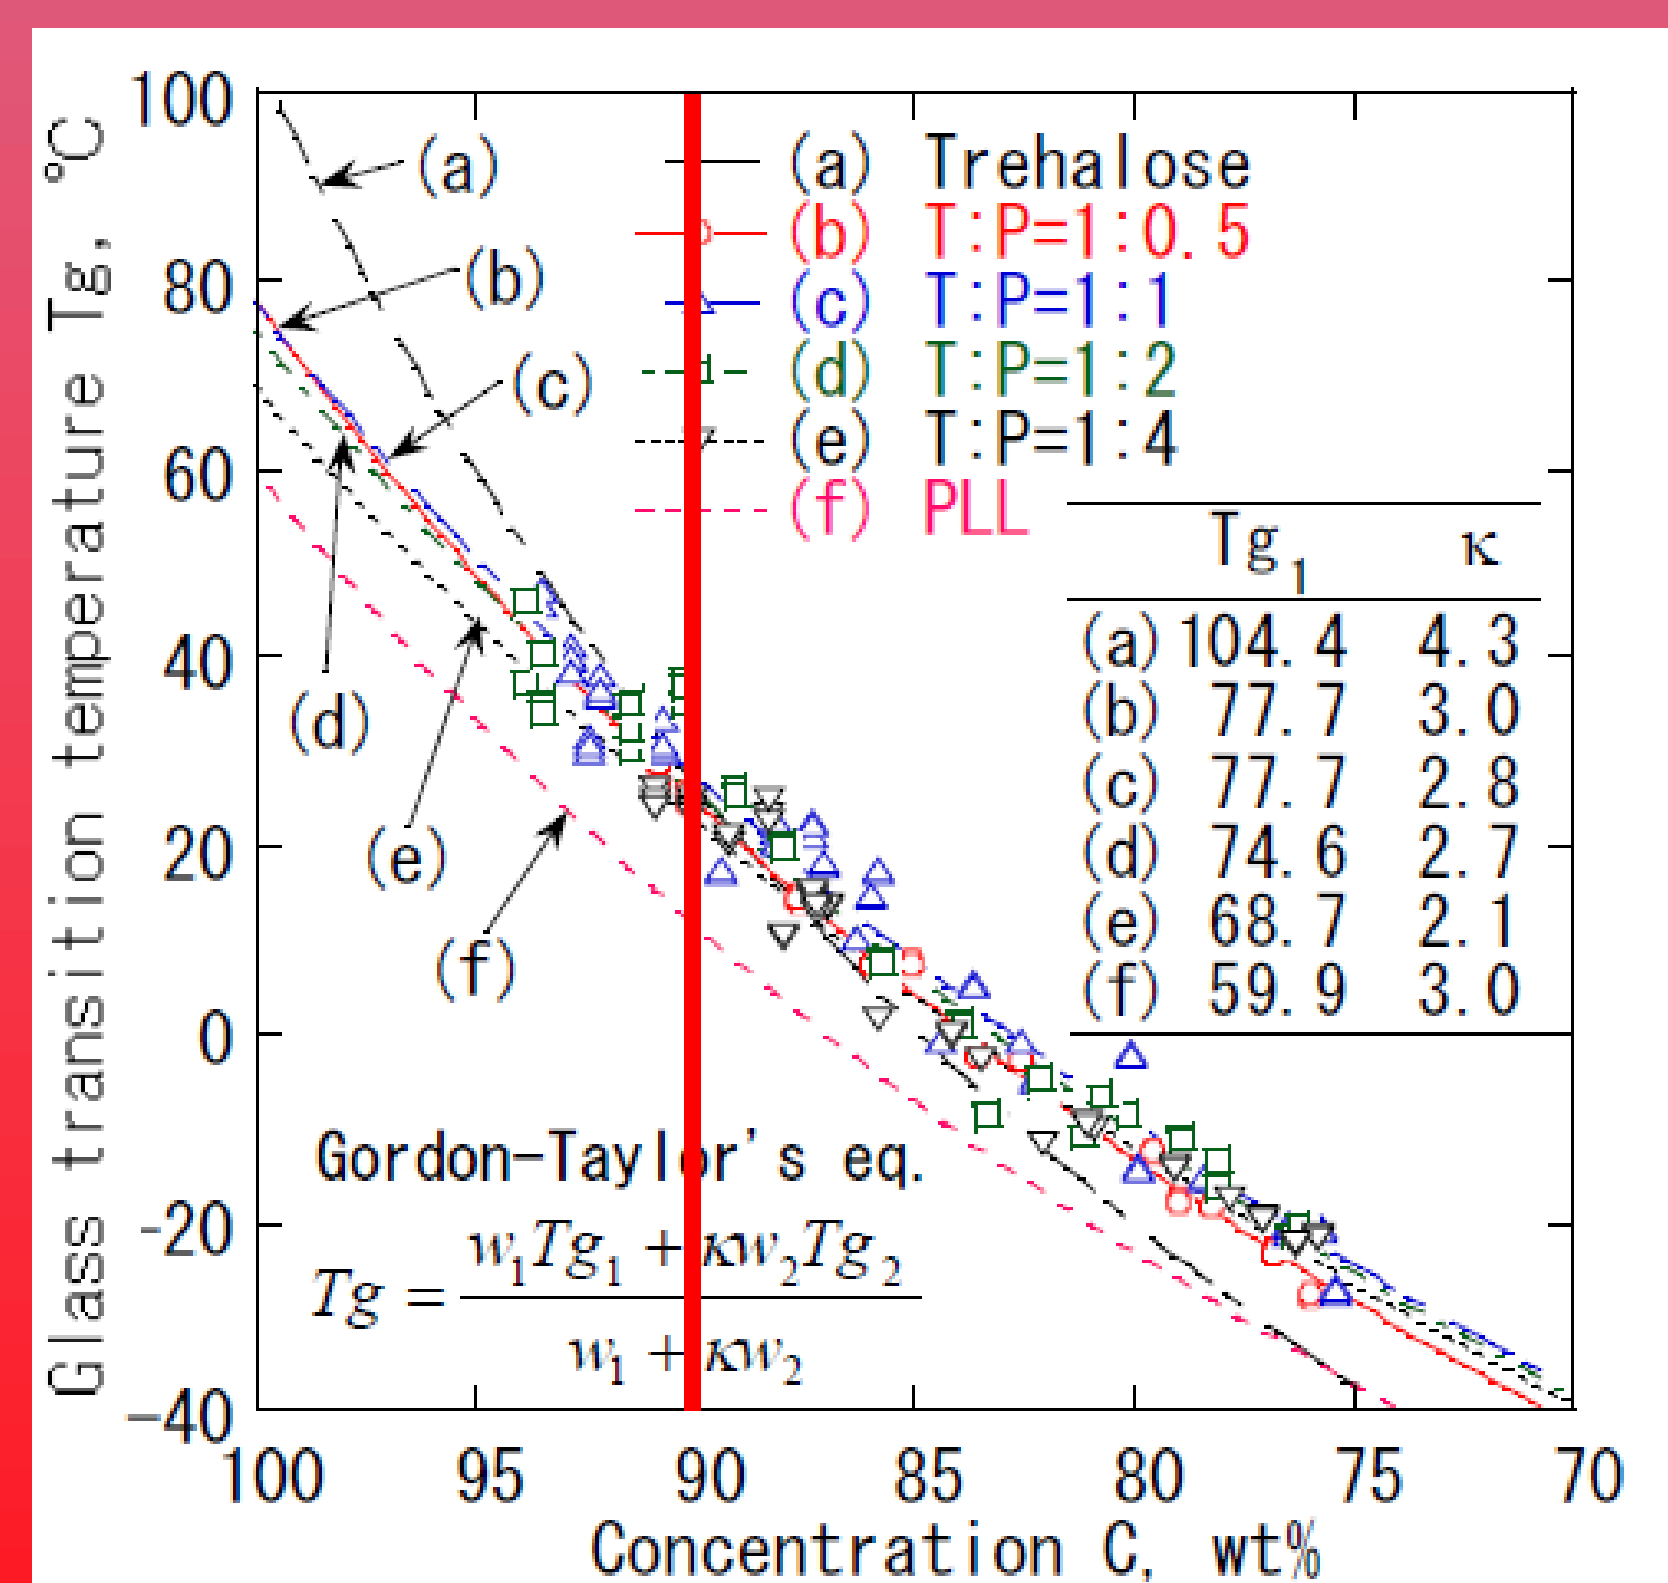 Glass transition temperature Tg, °C
100
80
60
40
20
0
-20
-40
(a)
(b)
(c)
(d)
(e)
(f)
(a) Trehalose
(b) T:P=1:0.5
(c) T:P=1:1
(d) T:P=1:2
(e) T:P=1:4
(f) PLL
Tg1 κ
(a) 104.4 4.3
(b) 77.7 3.0
(c) 77.7 2.8
(d) 74.6 2.7
(e) 68.7 2.1
(f) 59.9 3.0
Gordon-Taylor's eq.
w1Tg1 + κw2Tg2
Tg =
w1 + κw2
100 95 90 85 80 75 70
Concentration C, wt%